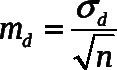 m_d = σ_d / √n